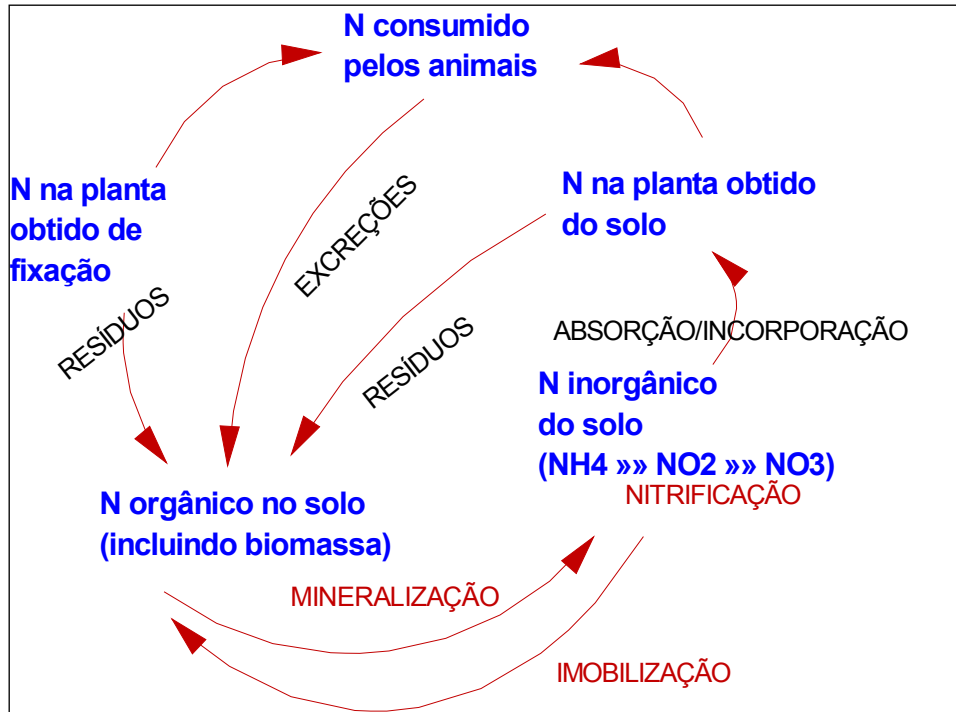 N consumido
pelos animais
N na planta
obtido de
fixação
N na planta obtido
do solo
EXCREÇÕES
RESÍDUOS
RESÍDUOS
ABSORÇÃO/INCORPORAÇÃO
N inorgânico
do solo
(NH4 »» NO2 »» NO3)
NITRIFICAÇÃO
N orgânico no solo
(incluindo biomassa)
MINERALIZAÇÃO
IMOBILIZAÇÃO